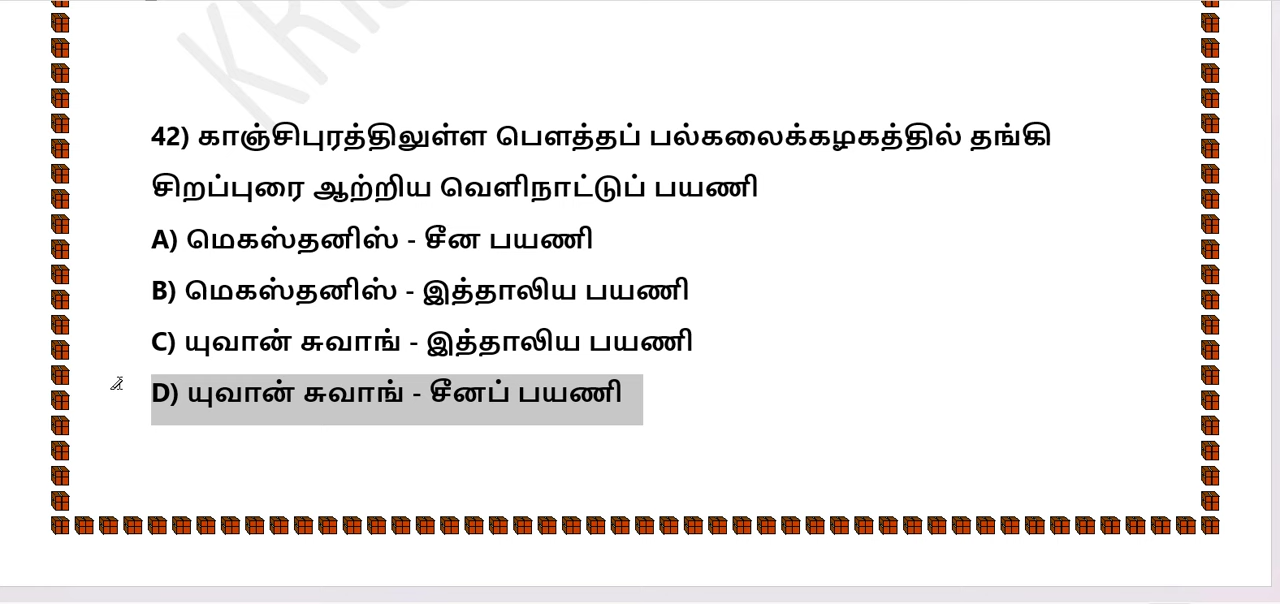 42) காஞ்சிபுரத்திலுள்ள பௌத்தப் பல்கலைக்கழகத்தில் தங்கி
சிறப்புரை ஆற்றிய வெளிநாட்டுப் பயணி
A) மெகஸ்தனிஸ் - சீன பயணி
B) மெகஸ்தனிஸ் - இத்தாலிய பயணி
C) யுவான் சுவாங் - இத்தாலிய பயணி
D) யுவான் சுவாங் - சீனப் பயணி